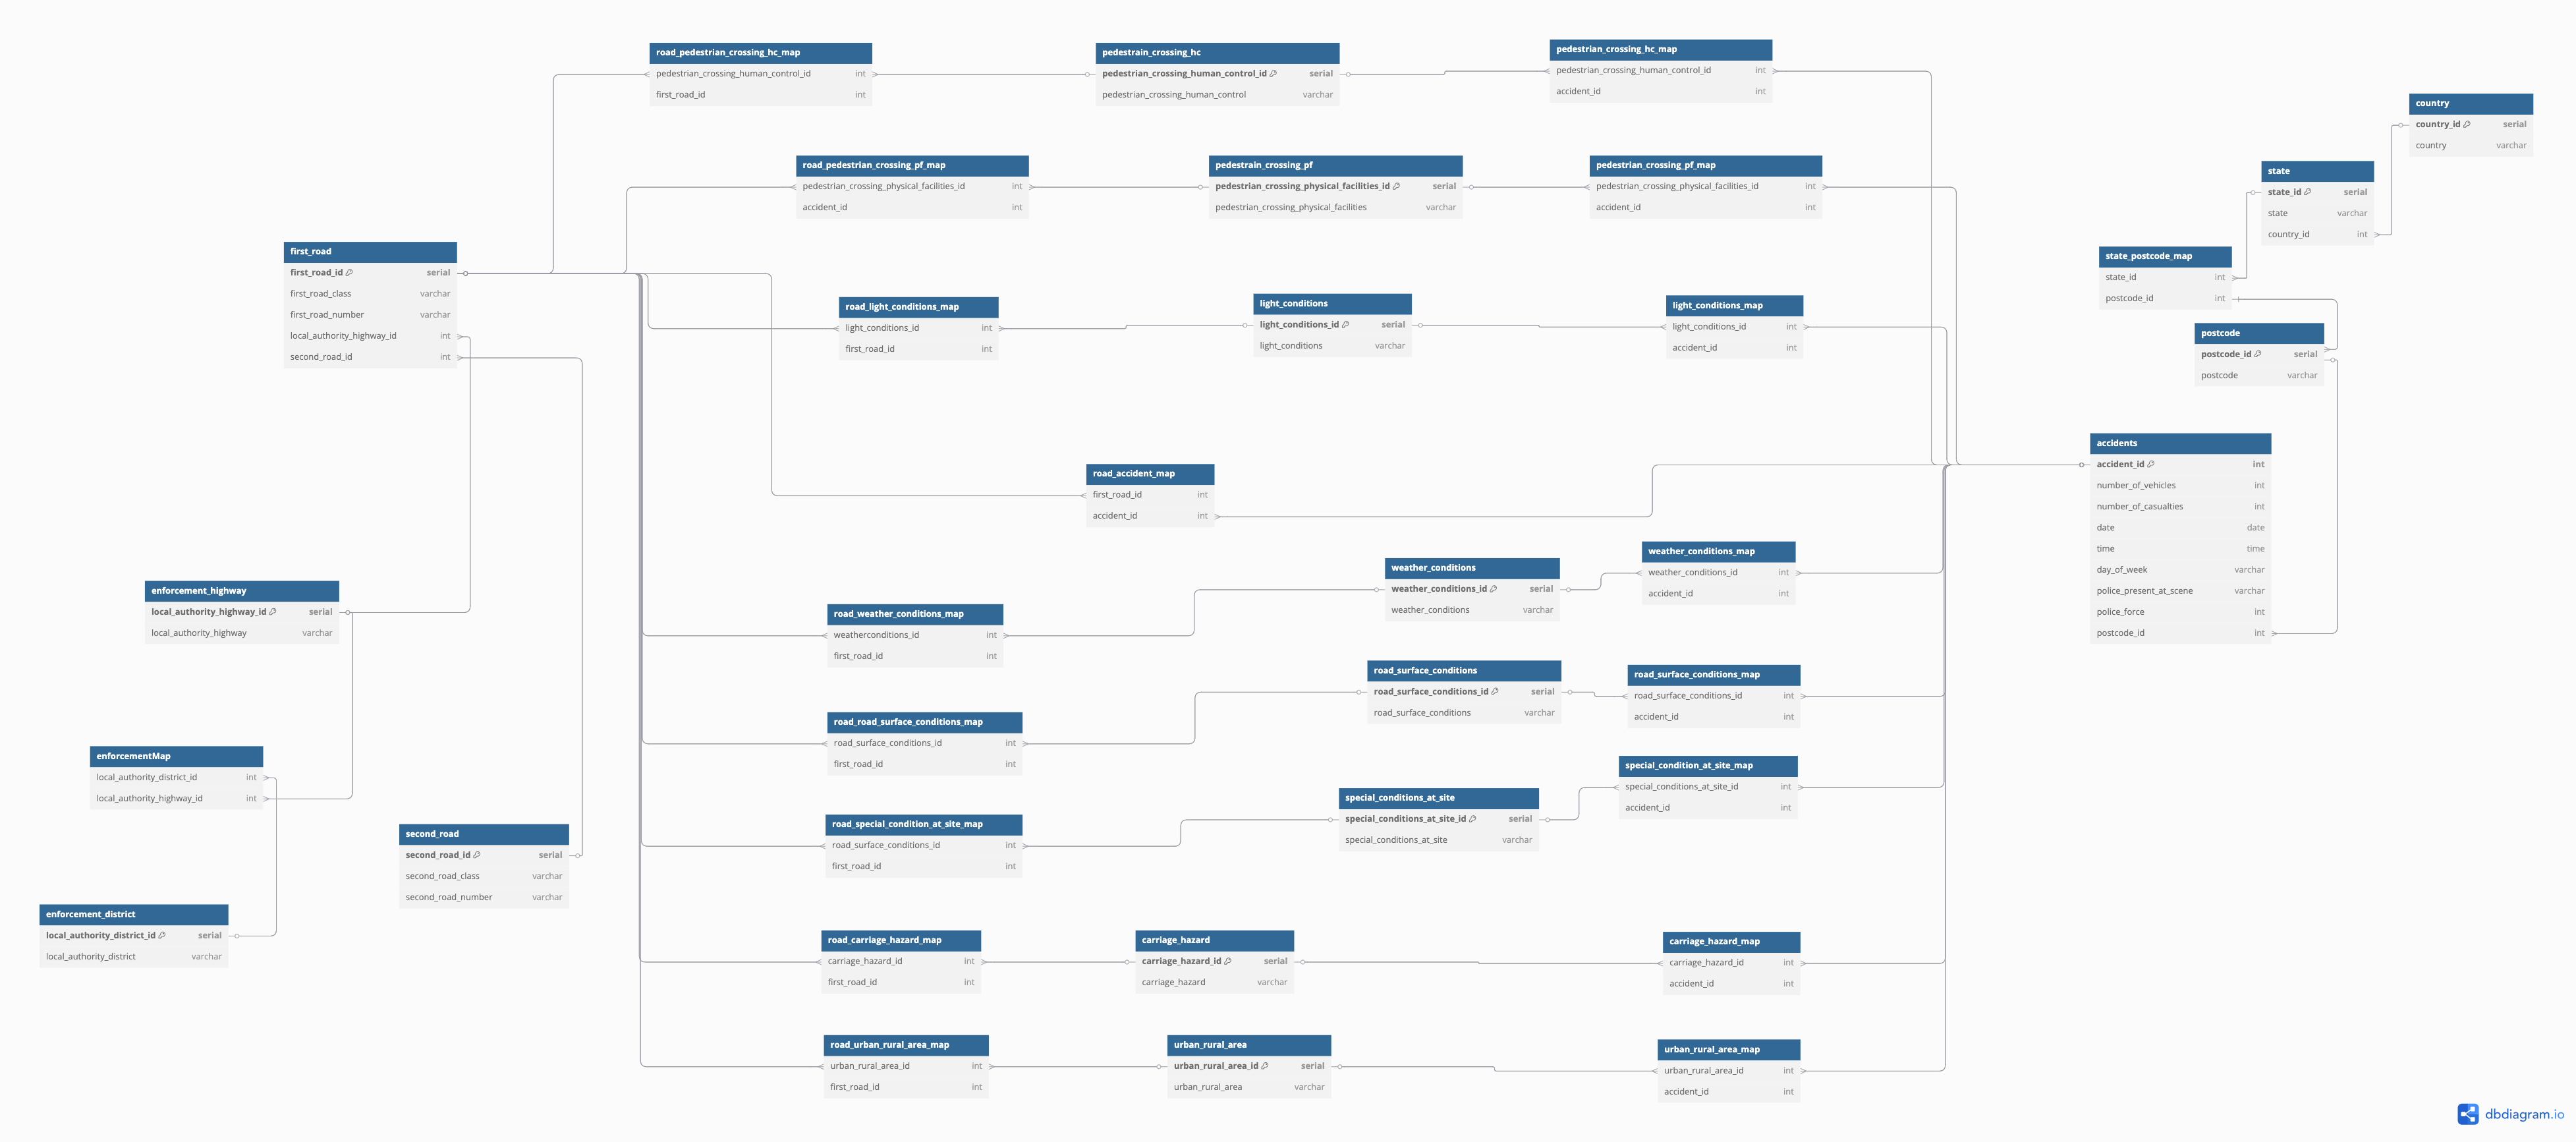 road_pedestrian_crossing_hc_map
pedestrian_crossing_human_control_id int
first_road_id int
pedestrain_crossing_hc
pedestrian_crossing_human_control_id serial
pedestrian_crossing_human_control varchar
pedestrian_crossing_hc_map
pedestrian_crossing_human_control_id int
accident_id int
country
country_id serial
country varchar
road_pedestrian_crossing_pf_map
pedestrian_crossing_physical_facilities_id int
accident_id int
pedestrain_crossing_pf
pedestrian_crossing_physical_facilities_id serial
pedestrian_crossing_physical_facilities varchar
pedestrian_crossing_pf_map
pedestrian_crossing_physical_facilities_id int
accident_id int
state
state_id serial
state varchar
country_id int
first_road
first_road_id serial
first_road_class varchar
first_road_number varchar
local_authority_highway_id int
second_road_id int
state_postcode_map
state_id int
postcode_id int
road_light_conditions_map
light_conditions_id int
first_road_id int
light_conditions
light_conditions_id serial
light_conditions varchar
light_conditions_map
light_conditions_id int
accident_id int
postcode
postcode_id serial
postcode varchar
road_accident_map
first_road_id int
accident_id int
accidents
accident_id int
number_of_vehicles int
number_of_casualties int
date date
time time
day_of_week varchar
police_present_at_scene varchar
police_force int
postcode_id int
enforcement_highway
local_authority_highway_id serial
local_authority_highway varchar
road_weather_conditions_map
weatherconditions_id int
first_road_id int
weather_conditions
weather_conditions_id serial
weather_conditions varchar
weather_conditions_map
weather_conditions_id int
accident_id int
road_road_surface_conditions_map
road_surface_conditions_id int
first_road_id int
road_surface_conditions
road_surface_conditions_id serial
road_surface_conditions varchar
road_surface_conditions_map
road_surface_conditions_id int
accident_id int
enforcementMap
local_authority_district_id int
local_authority_highway_id int
second_road
second_road_id serial
second_road_class varchar
second_road_number varchar
road_special_condition_at_site_map
road_surface_conditions_id int
first_road_id int
special_conditions_at_site
special_conditions_at_site_id serial
special_conditions_at_site varchar
special_condition_at_site_map
special_conditions_at_site_id int
accident_id int
enforcement_district
local_authority_district_id serial
local_authority_district varchar
road_carriage_hazard_map
carriage_hazard_id int
first_road_id int
carriage_hazard
carriage_hazard_id serial
carriage_hazard varchar
carriage_hazard_map
carriage_hazard_id int
accident_id int
road_urban_rural_area_map
urban_rural_area_id int
first_road_id int
urban_rural_area
urban_rural_area_id serial
urban_rural_area varchar
urban_rural_area_map
urban_rural_area_id int
accident_id int
dbdiagram.io